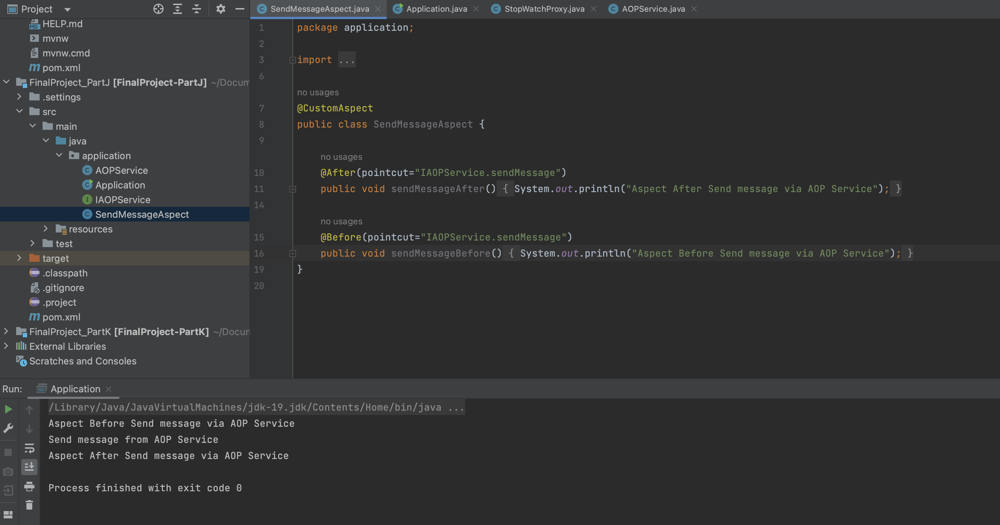 Project
HELP.md
mvnw
mvnw.cmd
pom.xml
FinalProject_PartJ [FinalProject-PartJ] ~/Docum
.settings
src
main
java
application
AOPService
Application
IAOPService
SendMessageAspect
resources
test
target
.classpath
.gitignore
.project
pom.xml
FinalProject_PartK [FinalProject-PartK] ~/Docum
External Libraries
Scratches and Consoles
SendMessageAspect.java Application.java StopWatchProxy.java AOPService.java
1 package application;
2
3 import ...
6
no usages
7 @CustomAspect
8 public class SendMessageAspect {
9
no usages
10 @After(pointcut="IAOPService.sendMessage")
11 public void sendMessageAfter() { System.out.println("Aspect After Send message via AOP Service"); }
14
no usages
15 @Before(pointcut="IAOPService.sendMessage")
16 public void sendMessageBefore() { System.out.println("Aspect Before Send message via AOP Service"); }
19 }
20
Run: Application
/Library/Java/JavaVirtualMachines/jdk-19.jdk/Contents/Home/bin/java ...
Aspect Before Send message via AOP Service
Send message from AOP Service
Aspect After Send message via AOP Service
Process finished with exit code 0